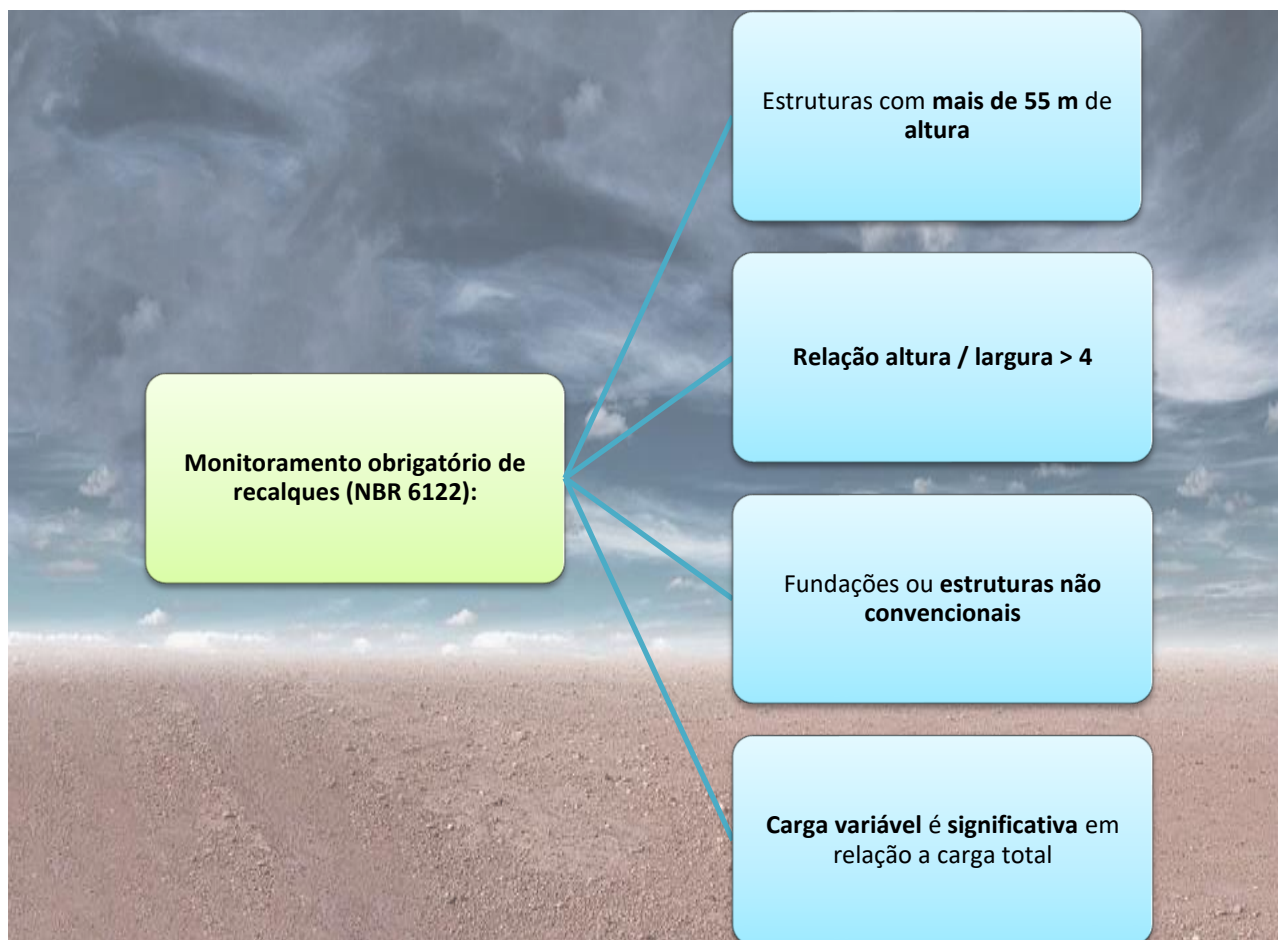 Estruturas com mais de 55 m de
altura
Relação altura / largura > 4
Monitoramento obrigatório de
recalques (NBR 6122):
Fundações ou estruturas não
convencionais
Carga variável é significativa em
relação a carga total